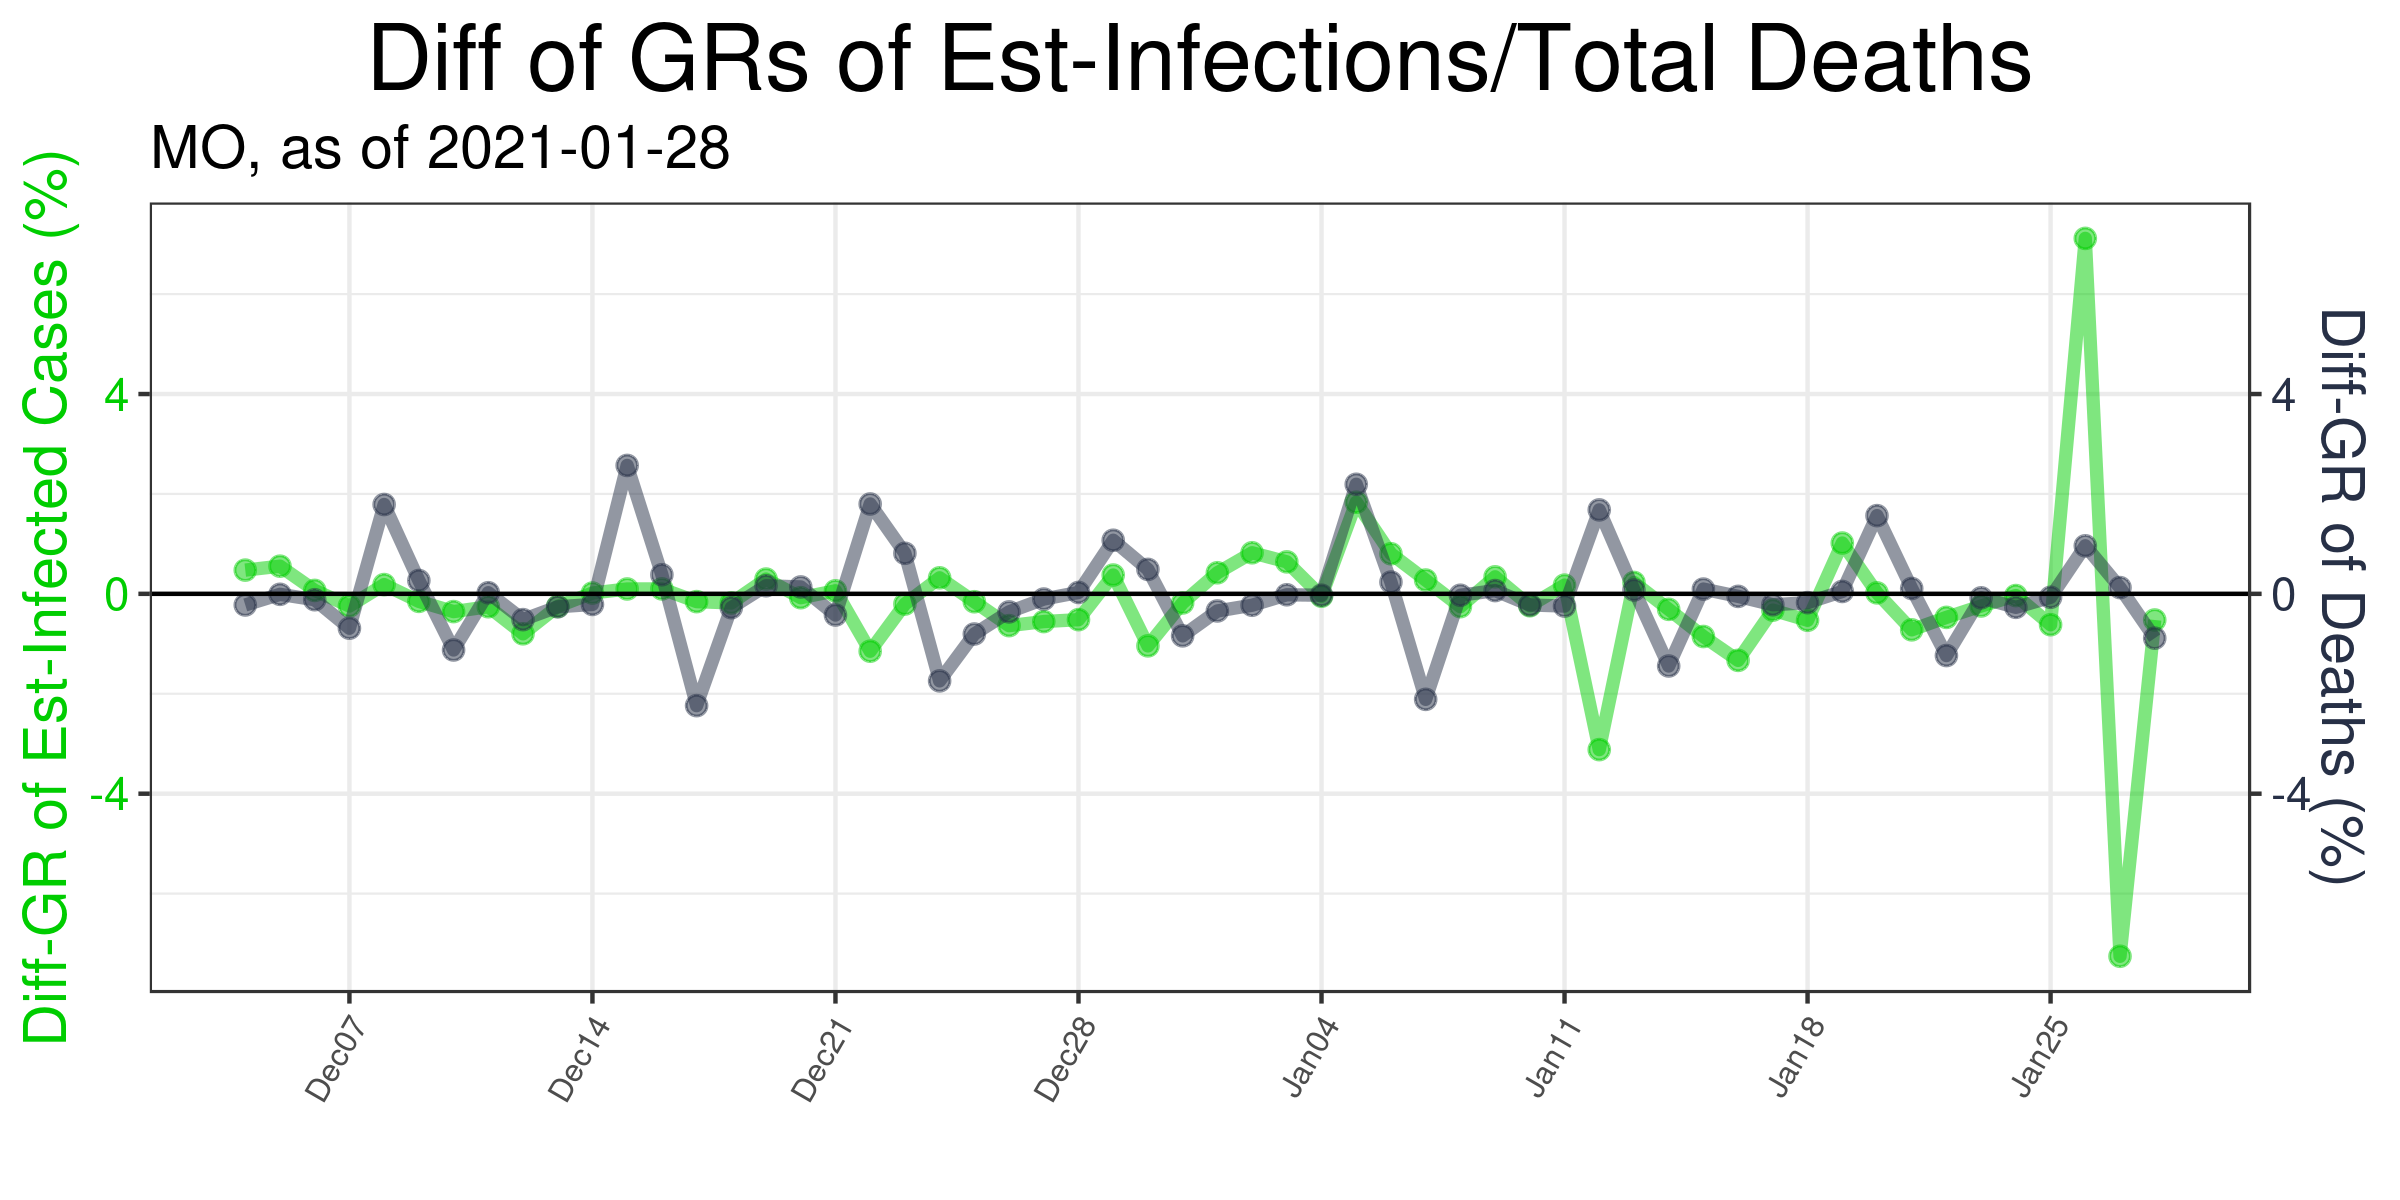 Diff of GRs of Est-Infections/Total Deaths
MO, as of 2021-01-28
Diff-GR of Est-Infected Cases (%)
4
0
-4
4
0
-4
Diff-GR of Deaths (%)
Dec07
Dec14
Dec21
Dec28
Jan04
Jan11
Jan18
Jan25